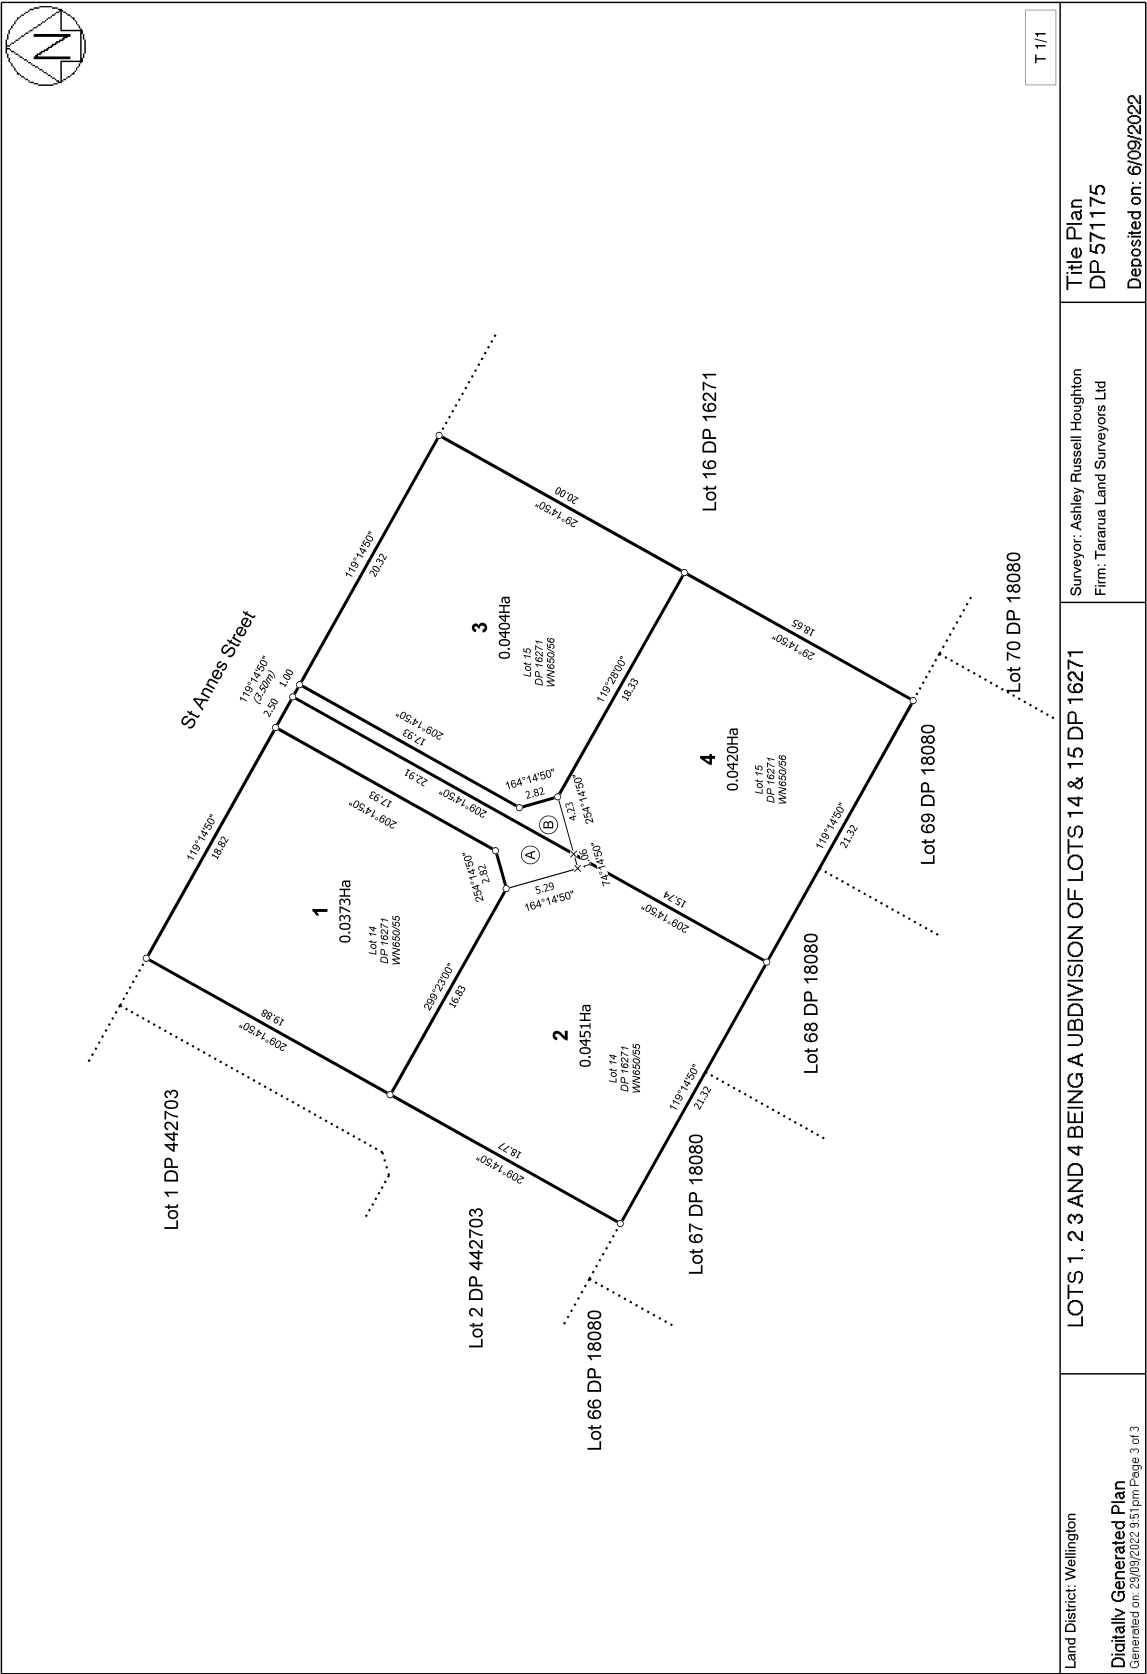 N
T 1/1
St Annes Street
119°14'50"
(3.50m)
2.50
1.00
119°14'50"
18.82
119°14'50"
20.32
209°14'50"
17.93
22.91
209°14'50"
209°14'50"
17.93
164°14'50"
2.82
254°14'50"
2.82
4.23
254°14'50"
1.06
74°14'50"
5.29
164°14'50"
A
B
1
0.0373Ha
Lot 14
DP 16271
WN650/55
209°14'50"
19.88
299°23'00"
16.83
2
0.0451Ha
Lot 14
DP 16271
WN650/55
209°14'50"
18.77
119°14'50"
21.32
209°14'50"
15.74
3
0.0404Ha
Lot 15
DP 16271
WN650/56
20.00
29°14'50"
119°28'00"
18.33
4
0.0420Ha
Lot 15
DP 16271
WN650/56
18.65
29°14'50"
119°14'50"
21.32
Lot 1 DP 442703
Lot 2 DP 442703
Lot 66 DP 18080
Lot 67 DP 18080
Lot 68 DP 18080
Lot 69 DP 18080
Lot 70 DP 18080
Lot 16 DP 16271
Land District: Wellington
Digitally Generated Plan
Generated on: 29/09/2022 9:51pm Page 3 of 3
LOTS 1, 2 3 AND 4 BEING A UBDIVISION OF LOTS 14 & 15 DP 16271
Surveyor: Ashley Russell Houghton
Firm: Tararua Land Surveyors Ltd
Title Plan
DP 571175
Deposited on: 6/09/2022